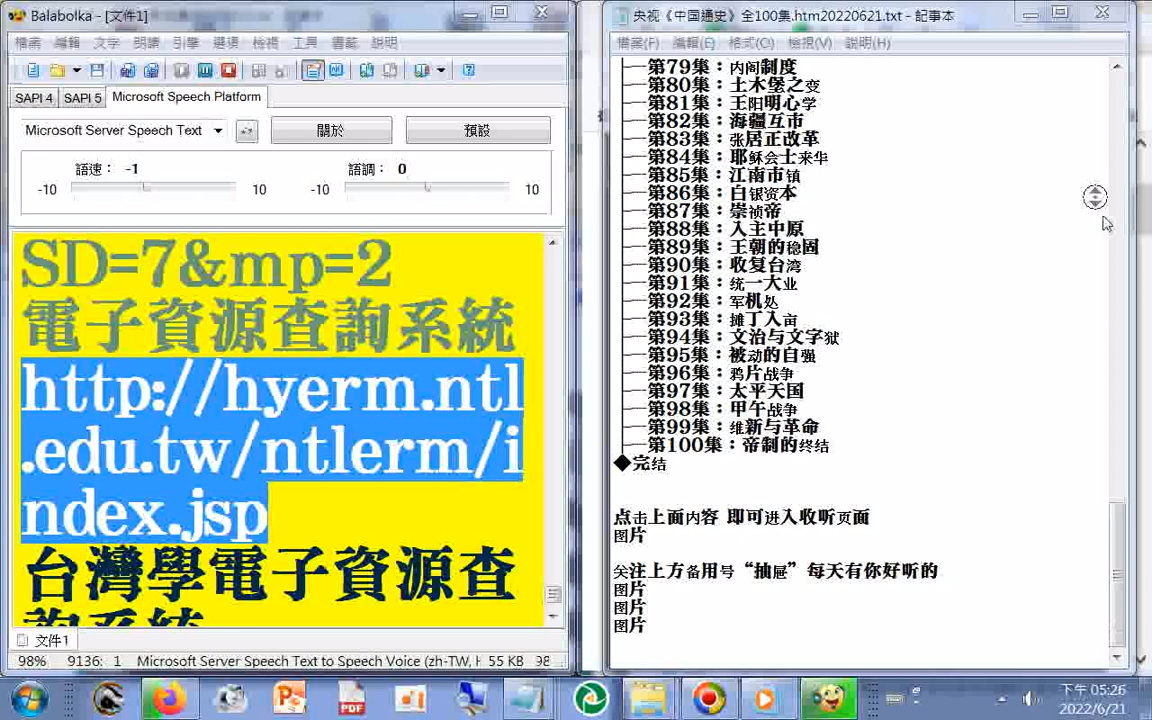 Balabolka - [文件1]
檔案 編輯 文字 朗讀 引擎 選項 檢視 工具 書籤 說明
SAPI 4 SAPI 5 Microsoft Speech Platform
Microsoft Server Speech Text 關於 預設
語速： -1 語調： 0
-10 10 -10 10
SD=7&mp=2
電子資源查詢系統
http://hyerm.ntl
.edu.tw/ntlerm/i
ndex.jsp
台灣學電子資源查
詢系統
文件1
98% 9136: 1 Microsoft Server Speech Text to Speech Voice (zh-TW, H 55 KB 98
央视《中国通史》全100集.htm20220621.txt - 記事本
檔案(F) 編輯(E) 格式(O) 檢視(V) 說明(H)
第79集：内阁制度
第80集：土木堡之变
第81集：王阳明心学
第82集：海疆互市
第83集：张居正改革
第84集：耶稣会士来华
第85集：江南市镇
第86集：白银资本
第87集：崇祯帝
第88集：入主中原
第89集：王朝的稳固
第90集：收复台湾
第91集：统一大业
第92集：军机处
第93集：摊丁入亩
第94集：文治与文字狱
第95集：被动的自强
第96集：鸦片战争
第97集：太平天国
第98集：甲午战争
第99集：维新与革命
第100集：帝制的终结
◆完结
点击上面内容 即可进入收听页面
图片
关注上方备用号“抽屉”每天有你好听的
图片
图片
图片
PDF
下午 05:26
2022/6/21